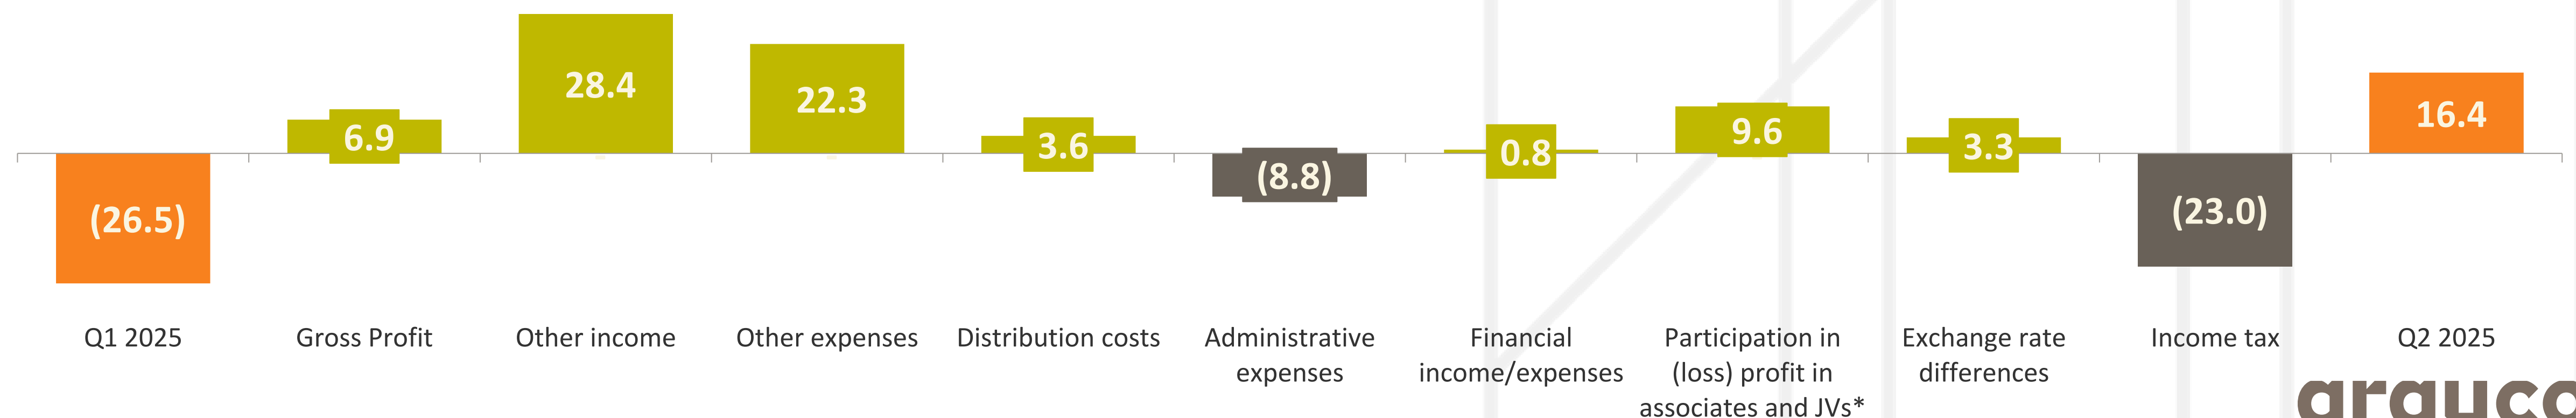 (26.5)
6.9
28.4
22.3
3.6
(8.8)
0.8
9.6
3.3
(23.0)
16.4
Q1 2025
Gross Profit
Other income
Other expenses
Distribution costs
Administrative
expenses
Financial
income/expenses
Participation in
(loss) profit in
associates and JVs*
Exchange rate
differences
Income tax
Q2 2025
arauco